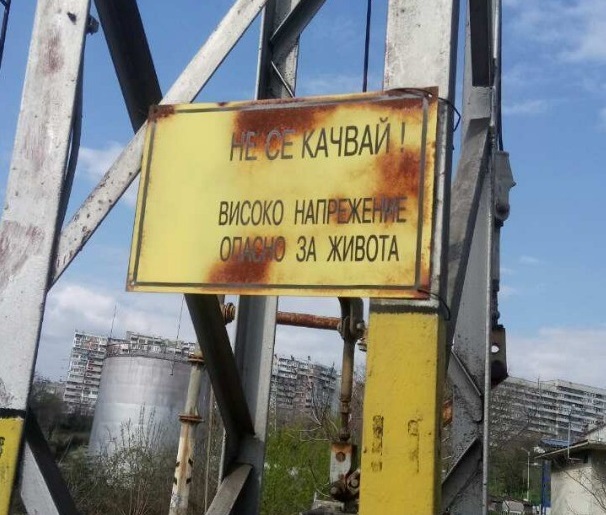 НЕ СЕ КАЧВАЙ !
ВИСОКО НАПРЕЖЕНИЕ
ОПАСНО ЗА ЖИВОТА